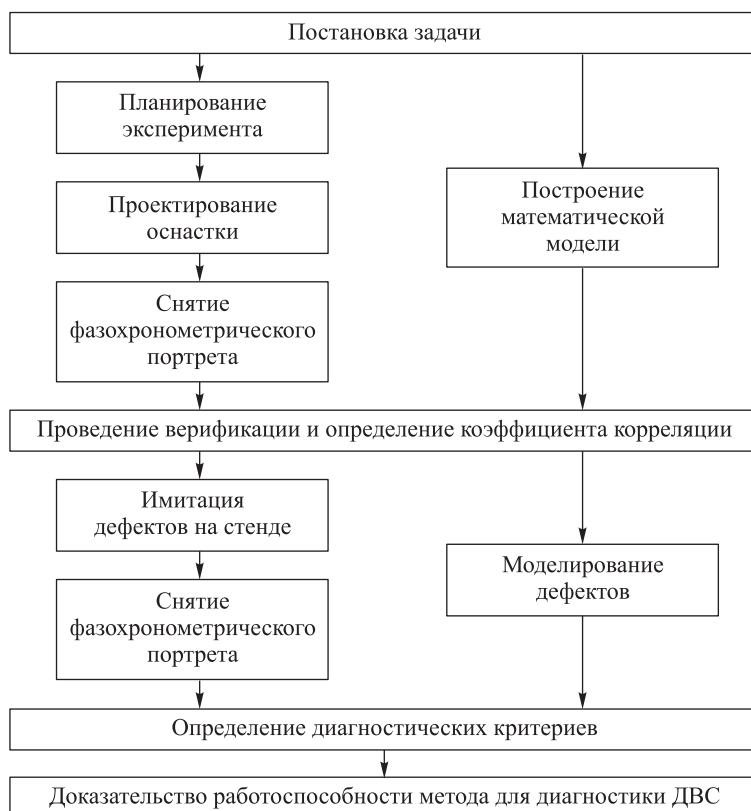 Постановка задачи
Планирование
эксперимента
Проектирование
оснастки
Построение
математической
модели
Снятие
фазохронометрического
портрета
Проведение верификации и определение коэффициента корреляции
Имитация
дефектов на стенде
Моделирование
дефектов
Снятие
фазохронометрического
портрета
Определение диагностических критериев
Доказательство работоспособности метода для диагностики ДВС